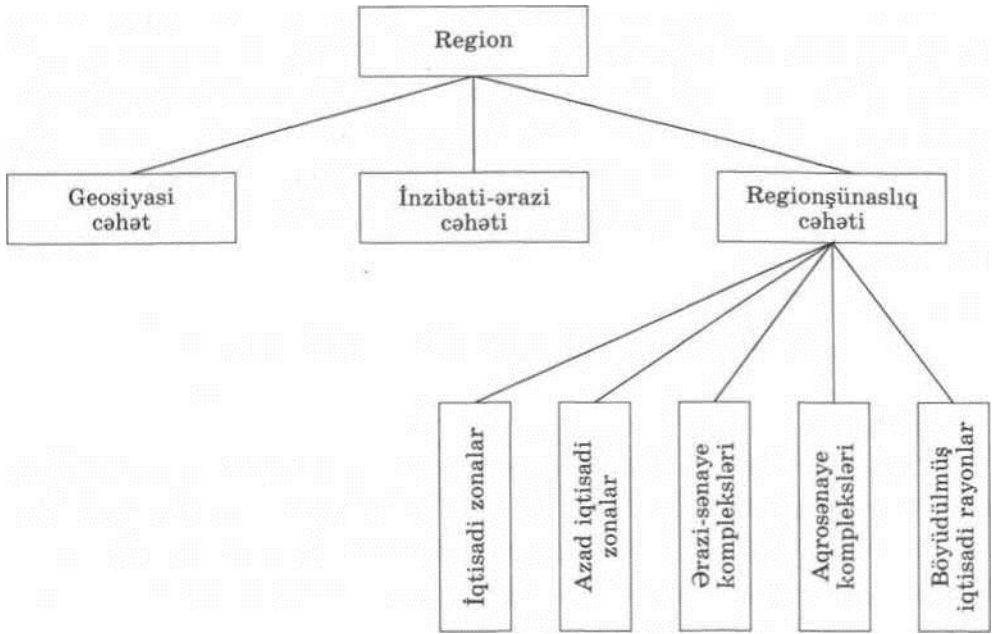 Region
Geosiyasi
cəhət
İnzibati-ərazi
cəhəti
Regionşünaslıq
cəhəti
İqtisadi zonalar
Azad iqtisadi
zonalar
Ərazi-sənaye
kompleksləri
Aqrosənaye
kompleksləri
Böyüdülmüş
iqtisadi rayonlar